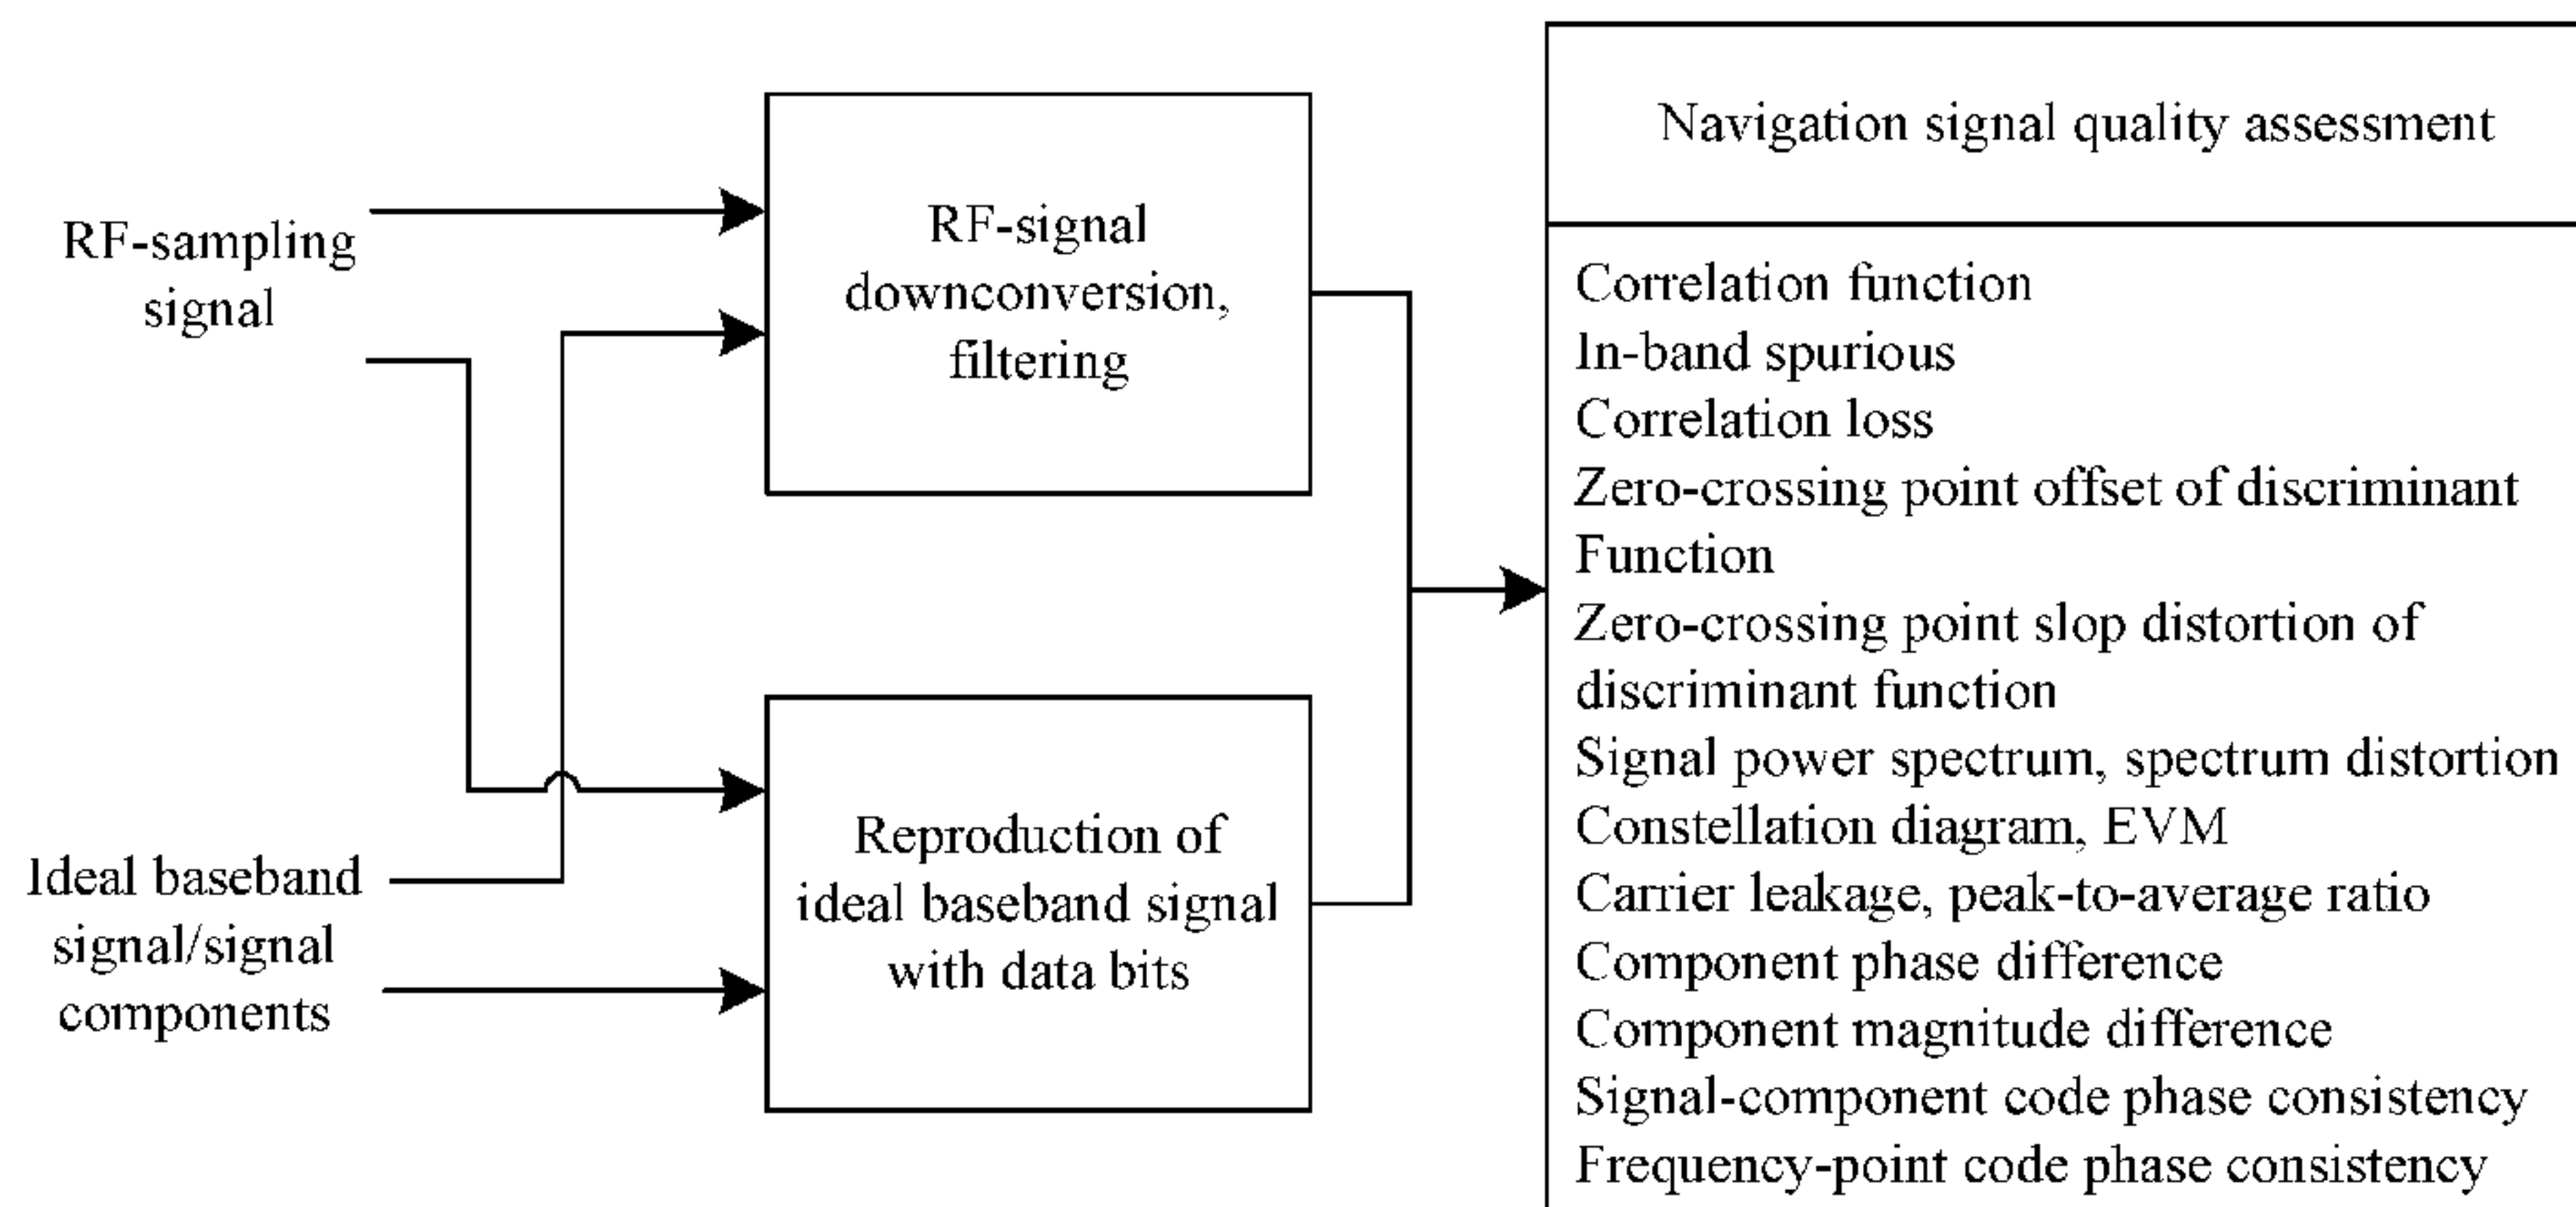 RF-sampling
signal
Ideal baseband
signal/signal
components
RF-signal
downconversion,
filtering
Reproduction of
ideal baseband signal
with data bits
Navigation signal quality assessment
Correlation function
In-band spurious
Correlation loss
Zero-crossing point offset of discriminant
Function
Zero-crossing point slop distortion of
discriminant function
Signal power spectrum, spectrum distortion
Constellation diagram, EVM
Carrier leakage, peak-to-average ratio
Component phase difference
Component magnitude difference
Signal-component code phase consistency
Frequency-point code phase consistency